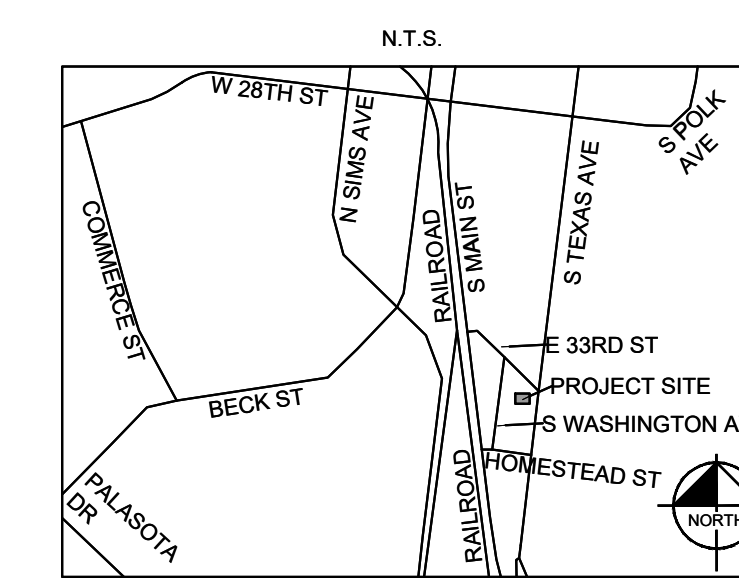 N.T.S.
W 28TH ST
N SIMS AVE
S POLK
AVE
COMMERCE ST
RAILROAD
S MAIN ST
S TEXAS AVE
E 33RD ST
PROJECT SITE
BECK ST
S WASHINGTON A
HOMESTEAD ST
PALASOTA
DR
RAILROAD
NORTH